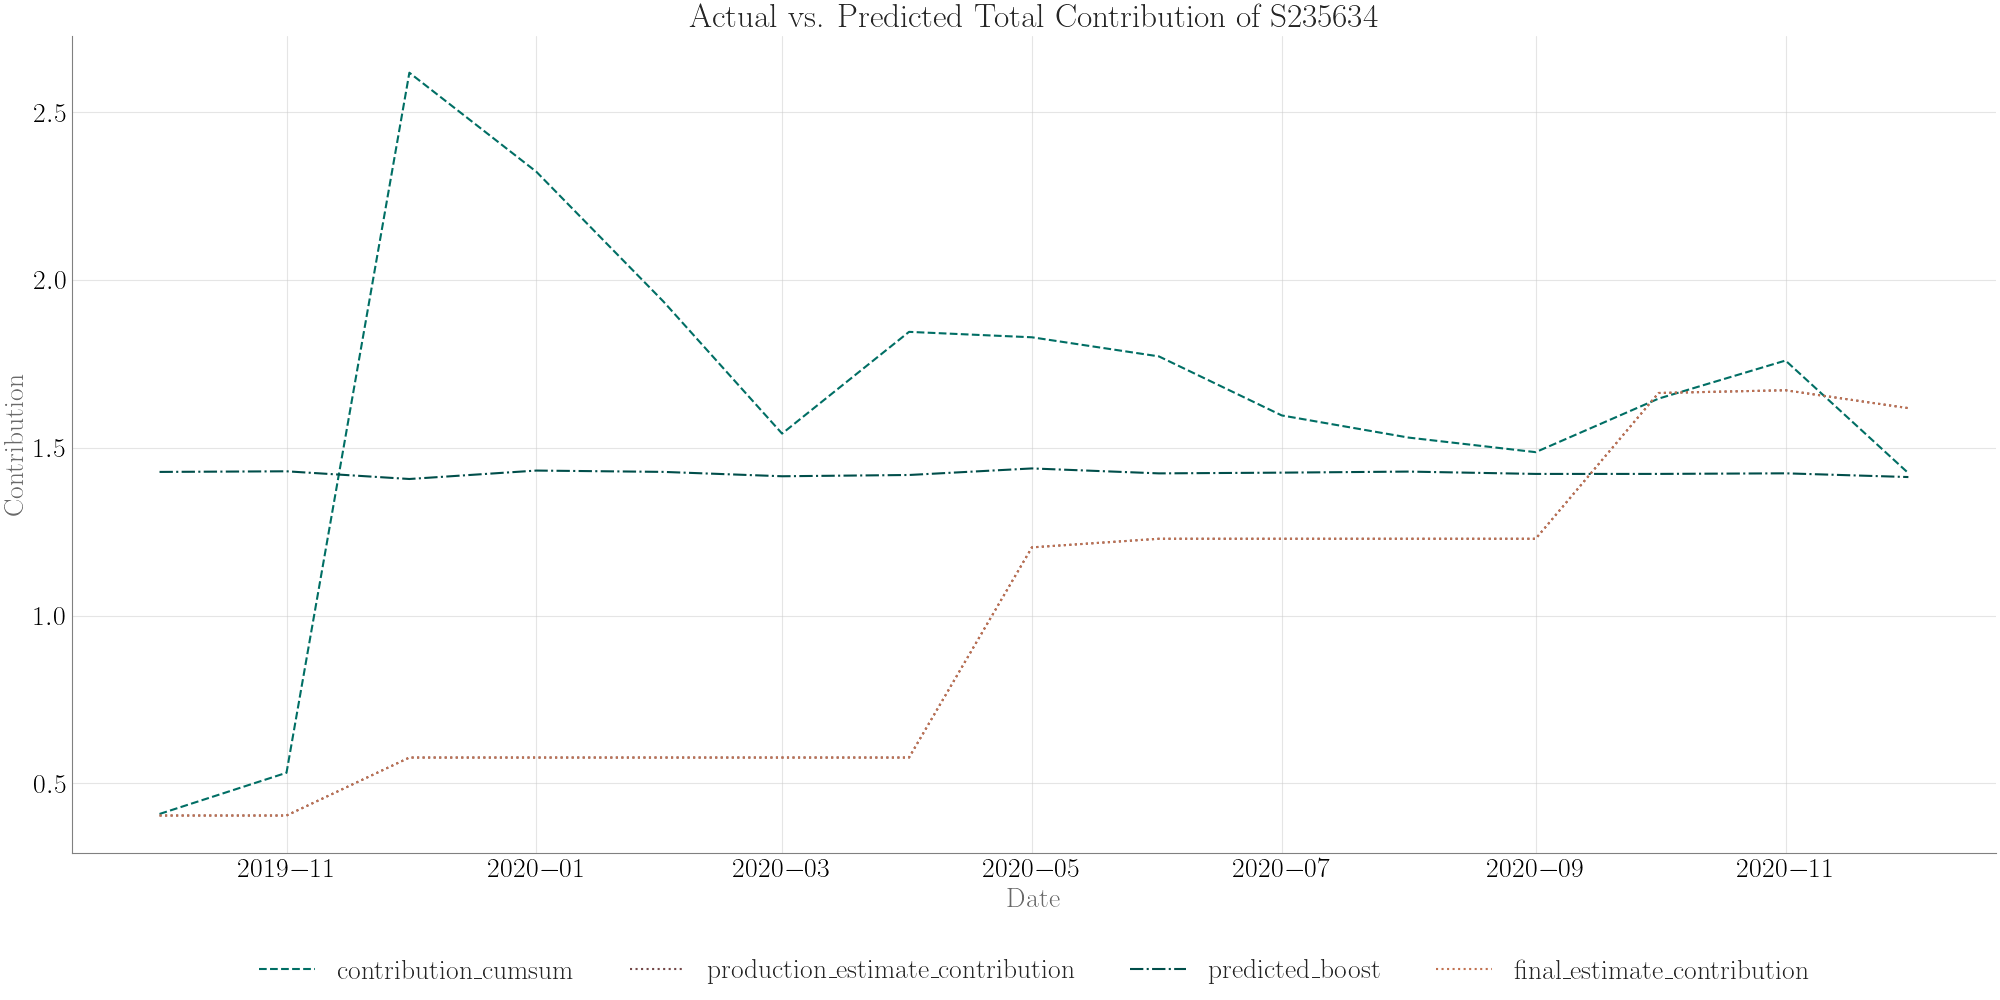 Actual vs. Predicted Total Contribution of S235634
2.5
2.0
1.5
1.0
0.5
Contribution
2019–11 2020–01 2020–03 2020–05 2020–07 2020–09 2020–11
Date
contribution_cumsum production_estimate_contribution predicted_boost final_estimate_contribution